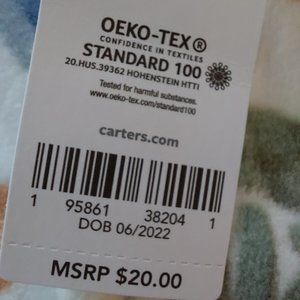 OEKO-TEX®
CONFIDENCE IN TEXTILES
STANDARD 100
20.HUS.39362 HOHENSTEIN HTTI
Tested for harmful substances.
www.oeko-tex.com/standard100
carters.com
1 95861 38204 1
DOB 06/2022
MSRP $20.00